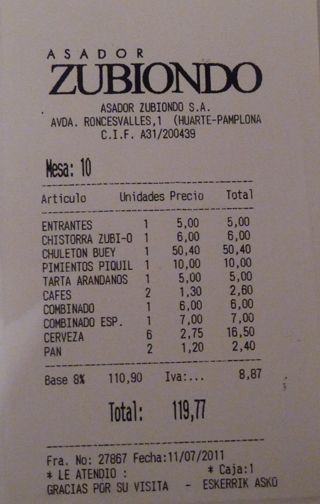 ASADOR
ZUBIONDO
ASADOR ZUBIONDO S.A.
AVDA. RONCESVALLES,1 (HUARTE-PAMPLONA
C.I.F. A31/200439
Mesa: 10
Articulo Unidades Precio Total
ENTRANTES 1 5,00 5,00
CHISTORRA ZUBI-O 1 6,00 6,00
CHULETON BUEY 1 50,40 50,40
PIMIENTOS PIQUIL 1 10,00 10,00
TARTA ARANDANOS 1 5,00 5,00
CAFES 2 1,30 2,60
COMBINADO 1 6,00 6,00
COMBINADO ESP. 1 7,00 7,00
CERVEZA 6 2,75 16,50
PAN 2 1,20 2,40
Base 8% 110,90 Iva:... 8,87
Total: 119,77
Fra. No: 27867 Fecha:11/07/2011
* LE ATENDIO : * Caja:1
GRACIAS POR SU VISITA - ESKERRIK ASKO